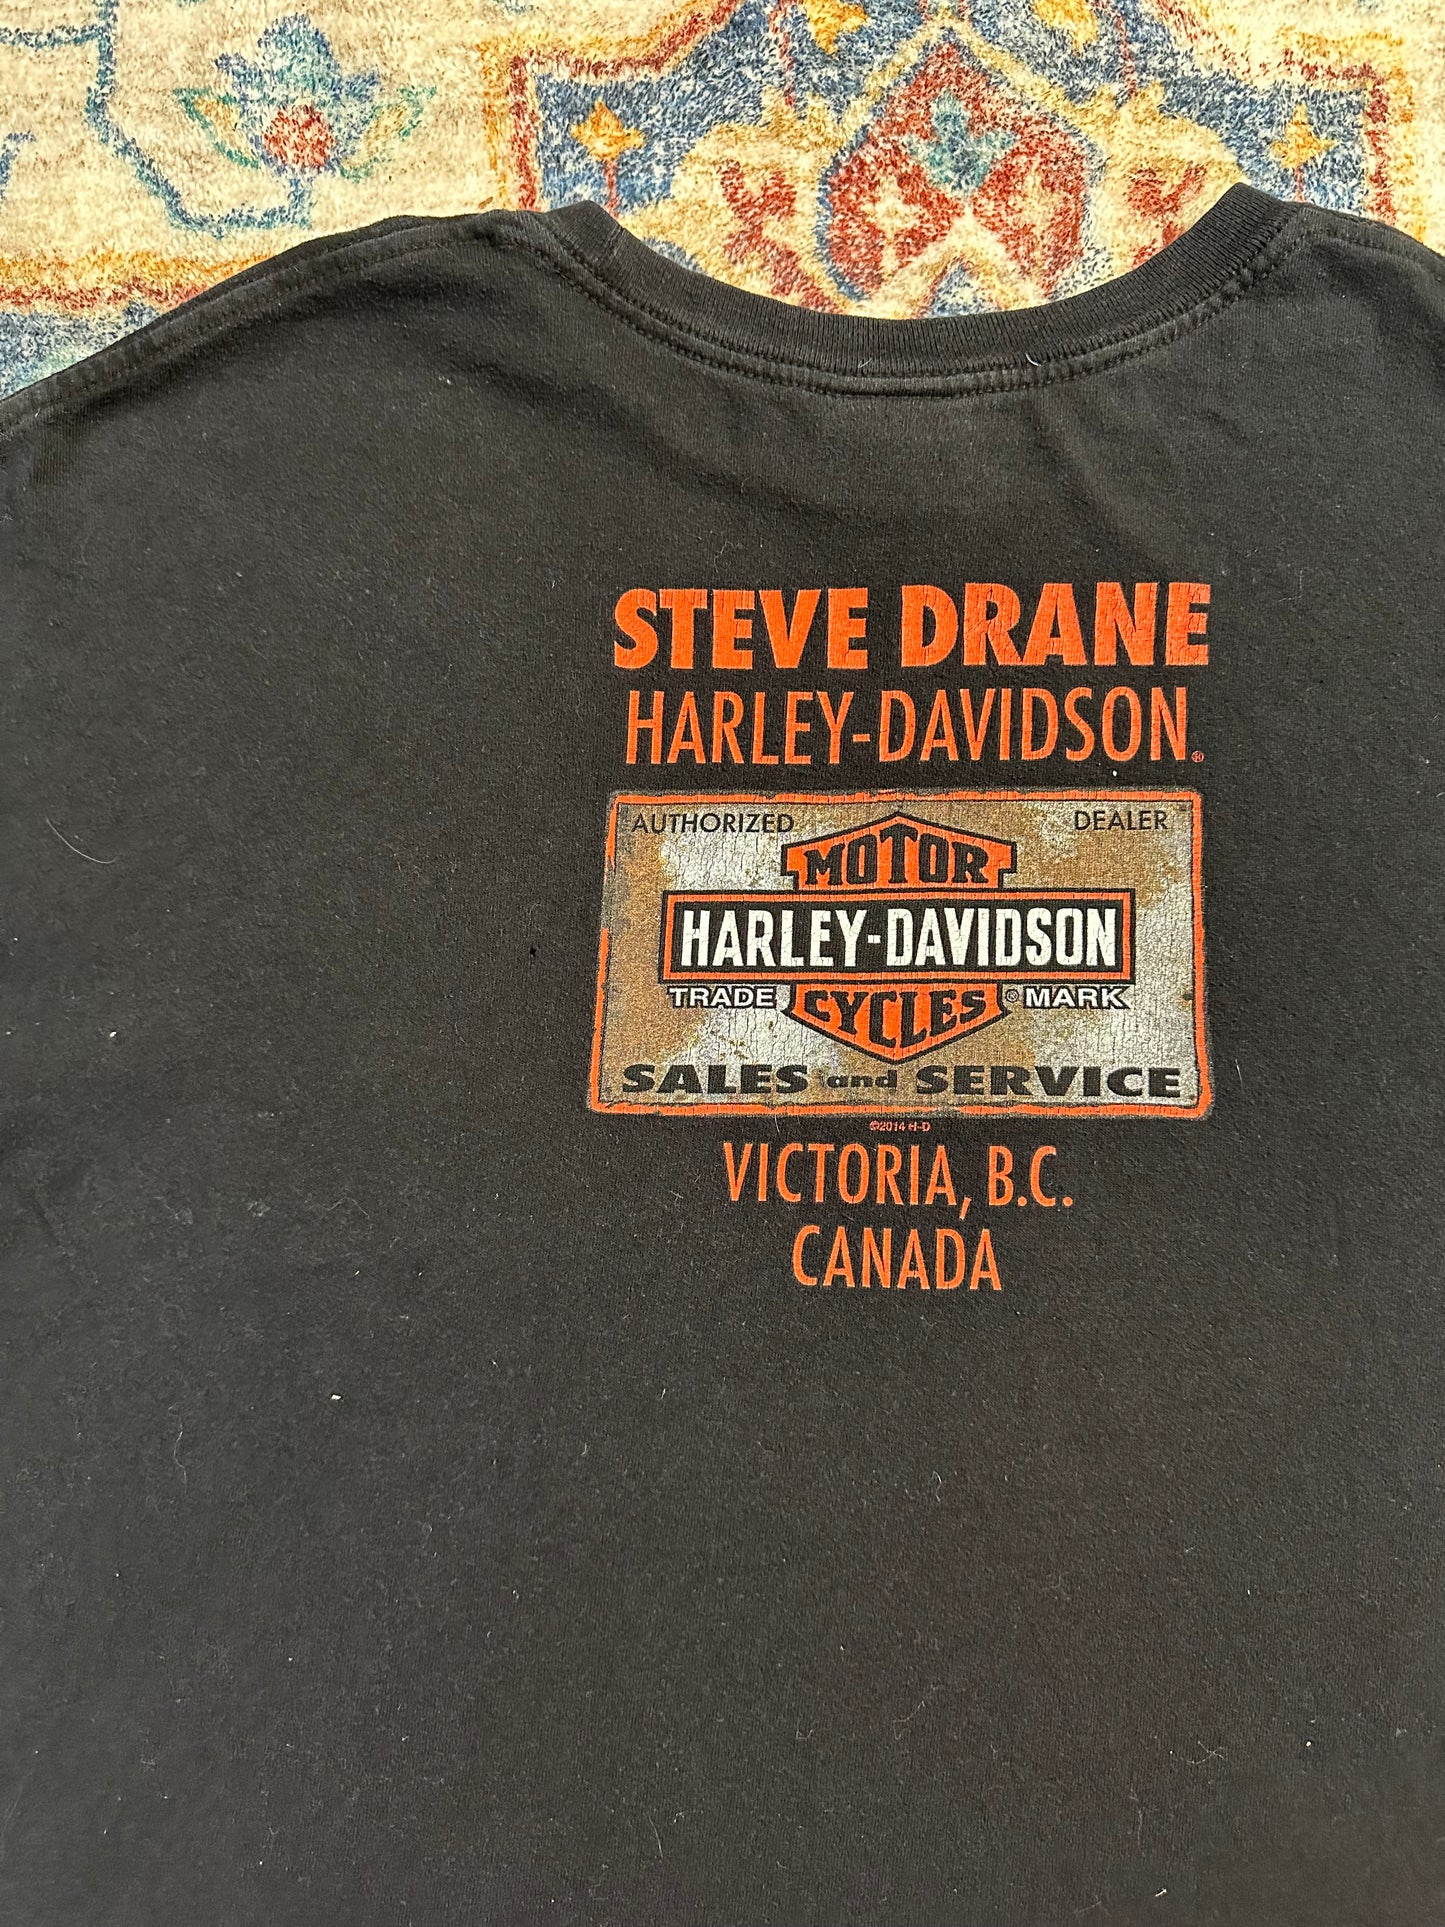 STEVE DRANE
HARLEY-DAVIDSON®
AUTHORIZED DEALER
MOTOR
HARLEY-DAVIDSON
TRADE ® MARK
CYCLES
SALES and SERVICE
©2014 H-D
VICTORIA, B.C.
CANADA